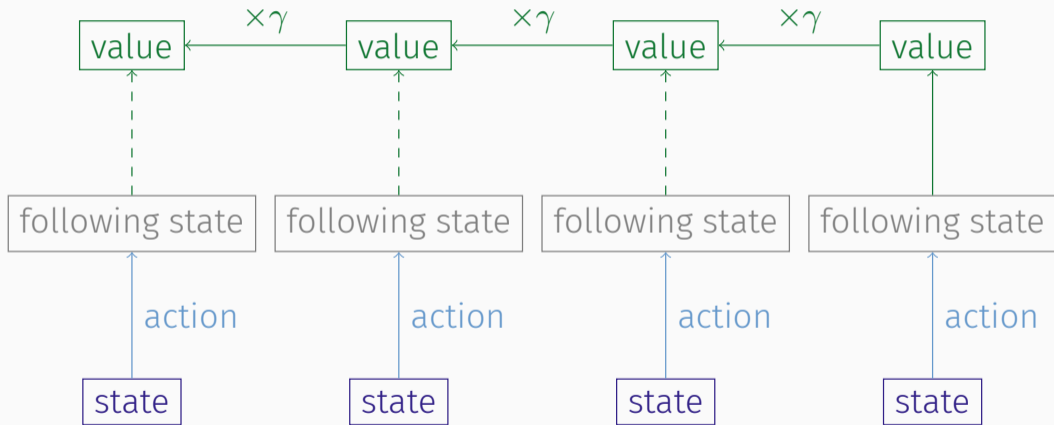 ×γ ×γ ×γ
value value value value
following state following state following state following state
action action action action
state state state state